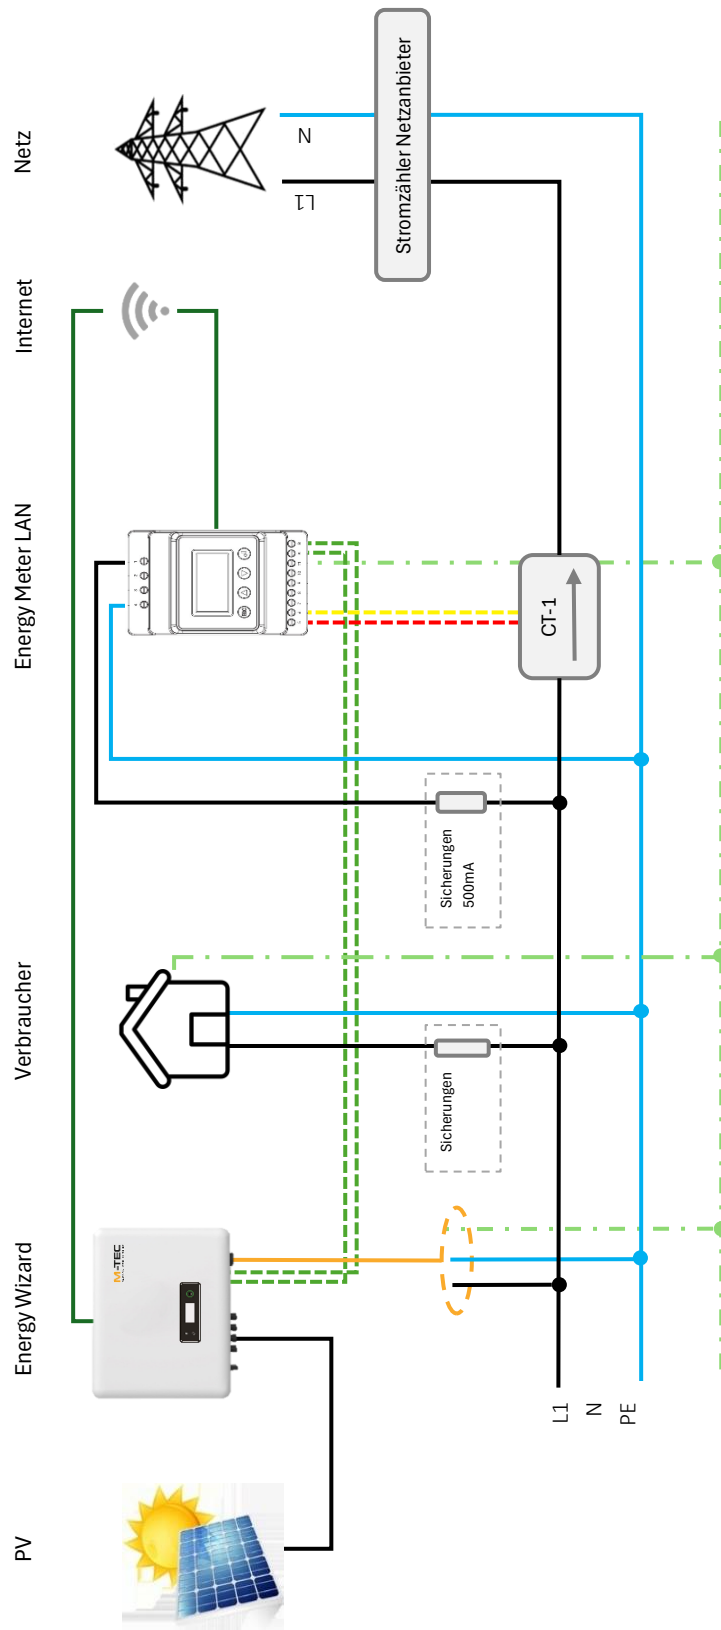 PV
Energy Wizard
Verbraucher
Energy Meter LAN
Internet
Netz
M-TEC
N
L1
Stromzähler Netzanbieter
CT-1
Sicherungen
500mA
Sicherungen
L1
N
PE